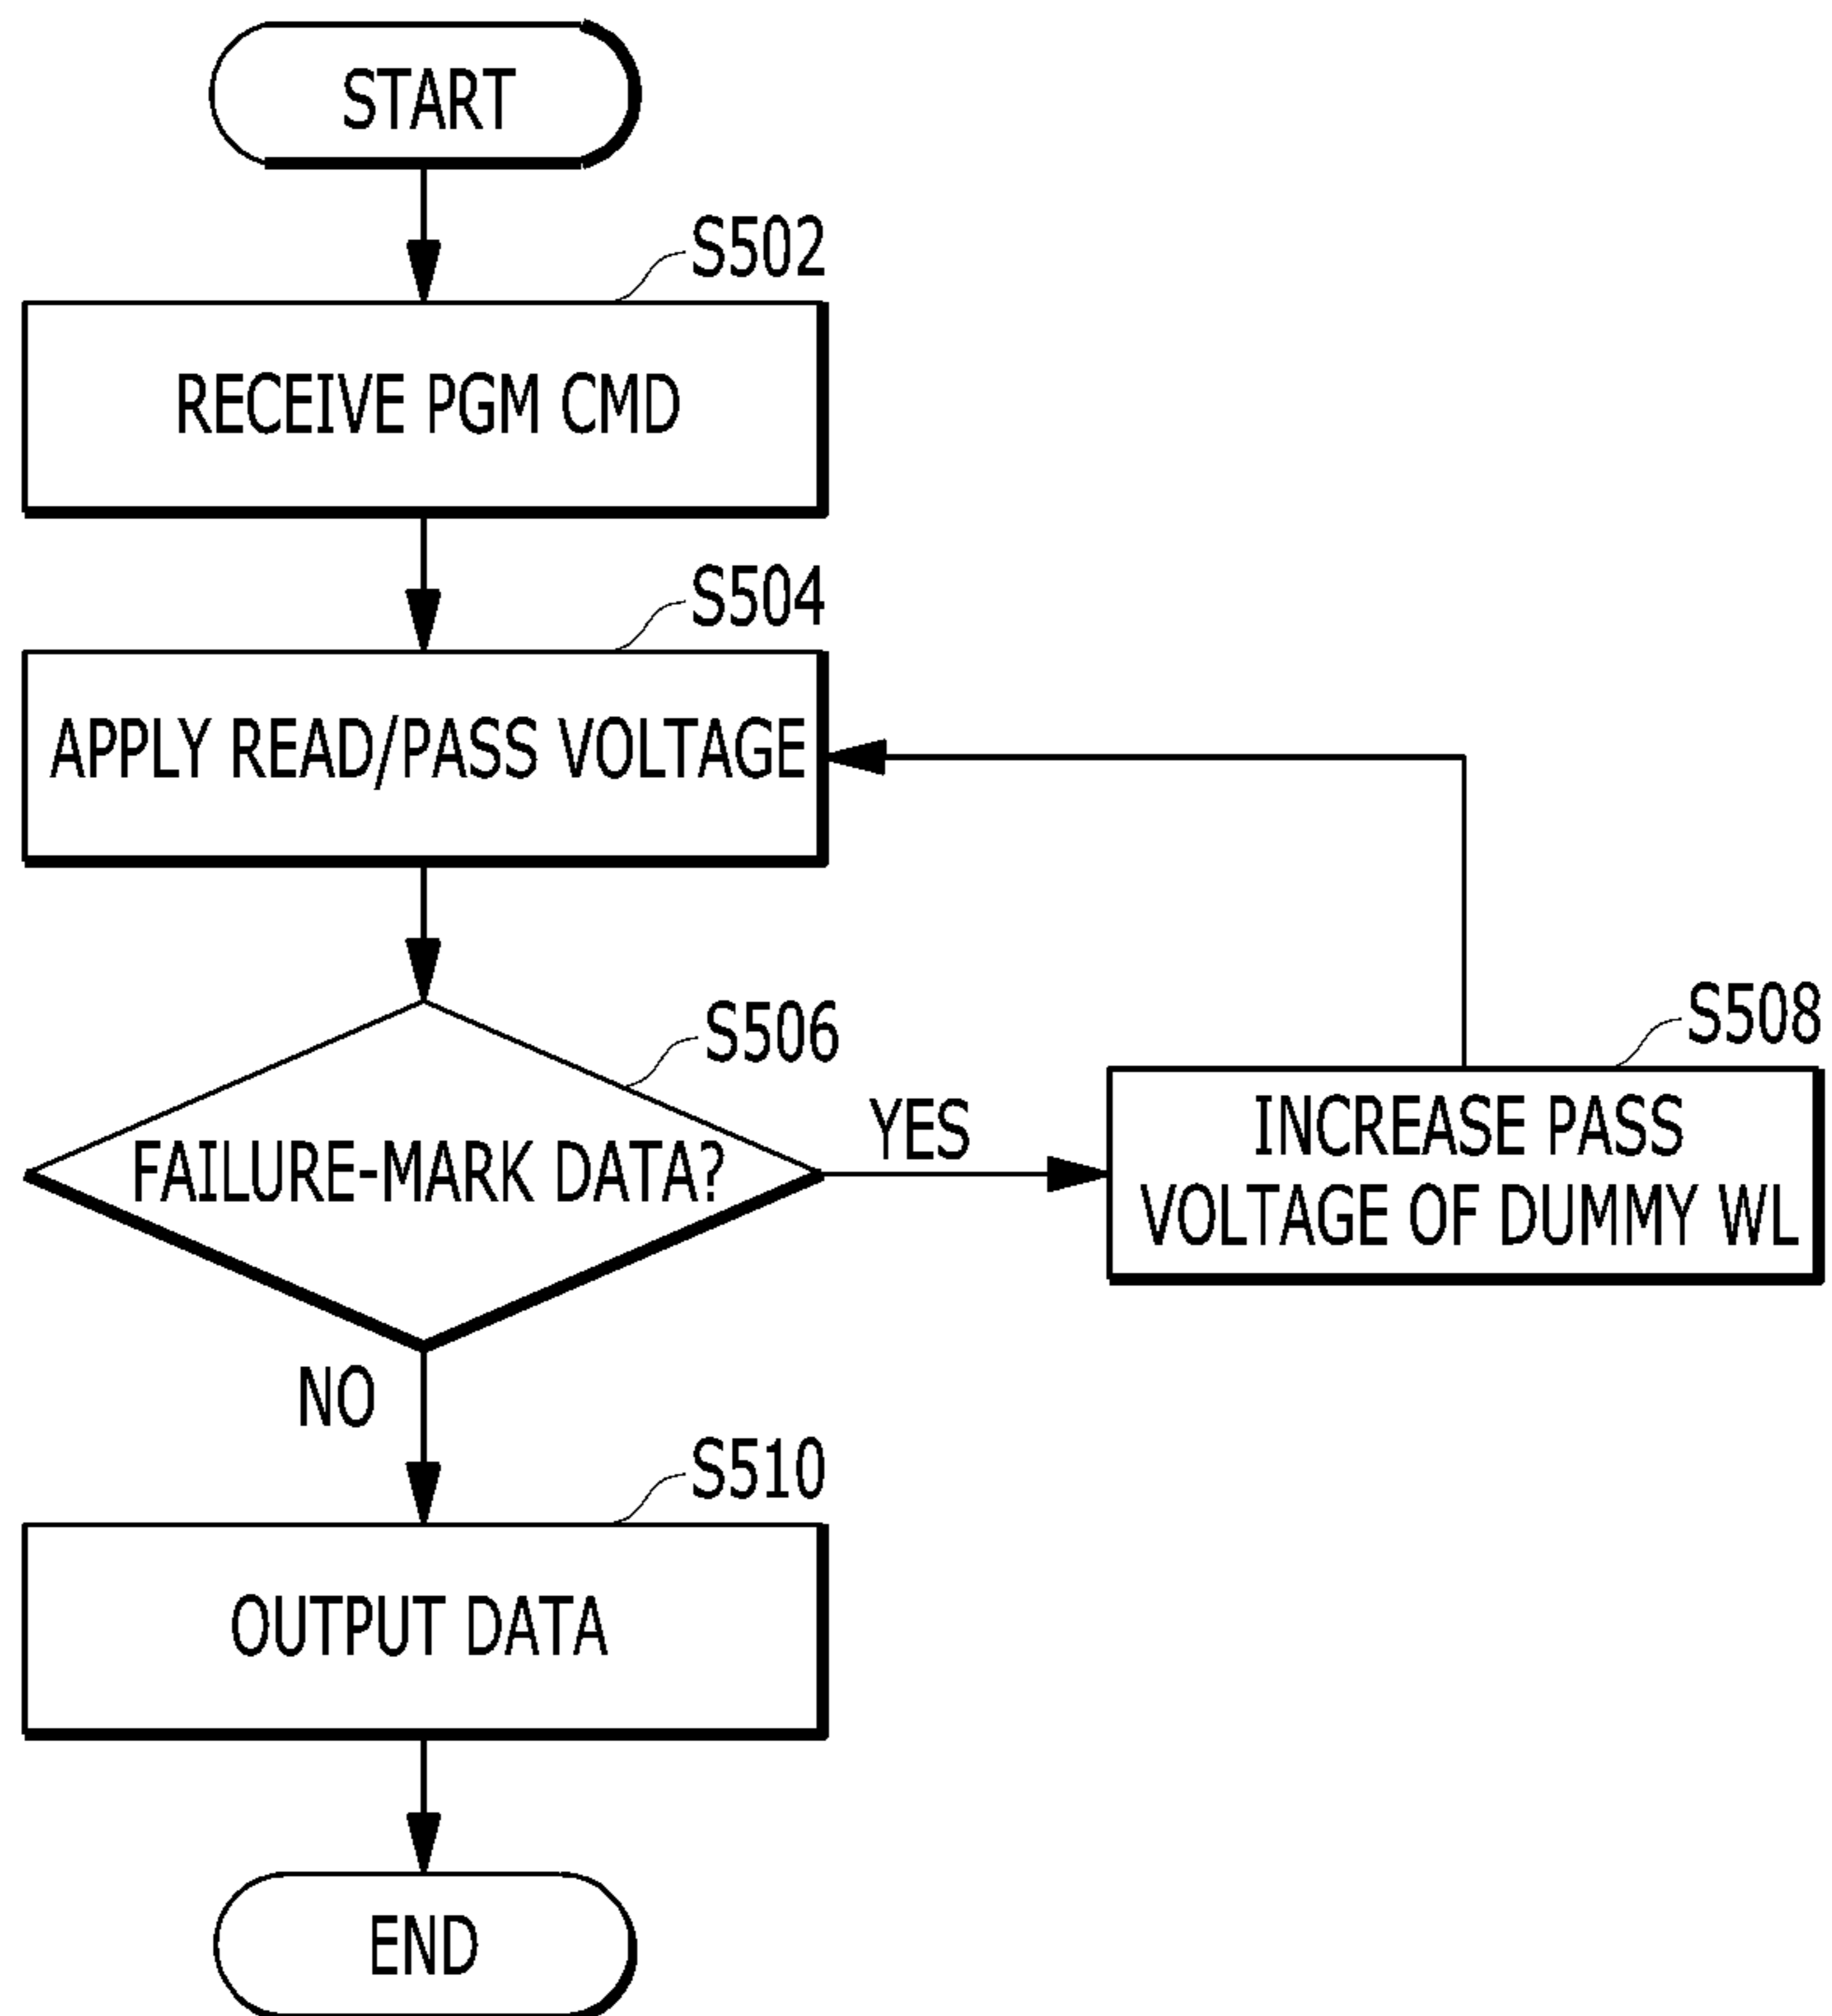 START
S502
RECEIVE PGM CMD
S504
APPLY READ/PASS VOLTAGE
S506
FAILURE-MARK DATA?
YES
S508
INCREASE PASS
VOLTAGE OF DUMMY WL
NO
S510
OUTPUT DATA
END